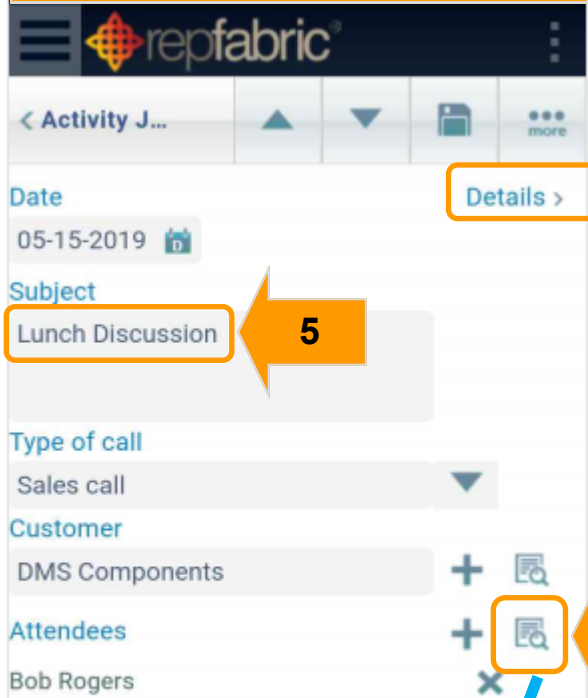 repfabric®
< Activity J...
more
Date
Details >
05-15-2019
D
Subject
Lunch Discussion
5
Type of call
Sales call
Customer
DMS Components
Attendees
Bob Rogers